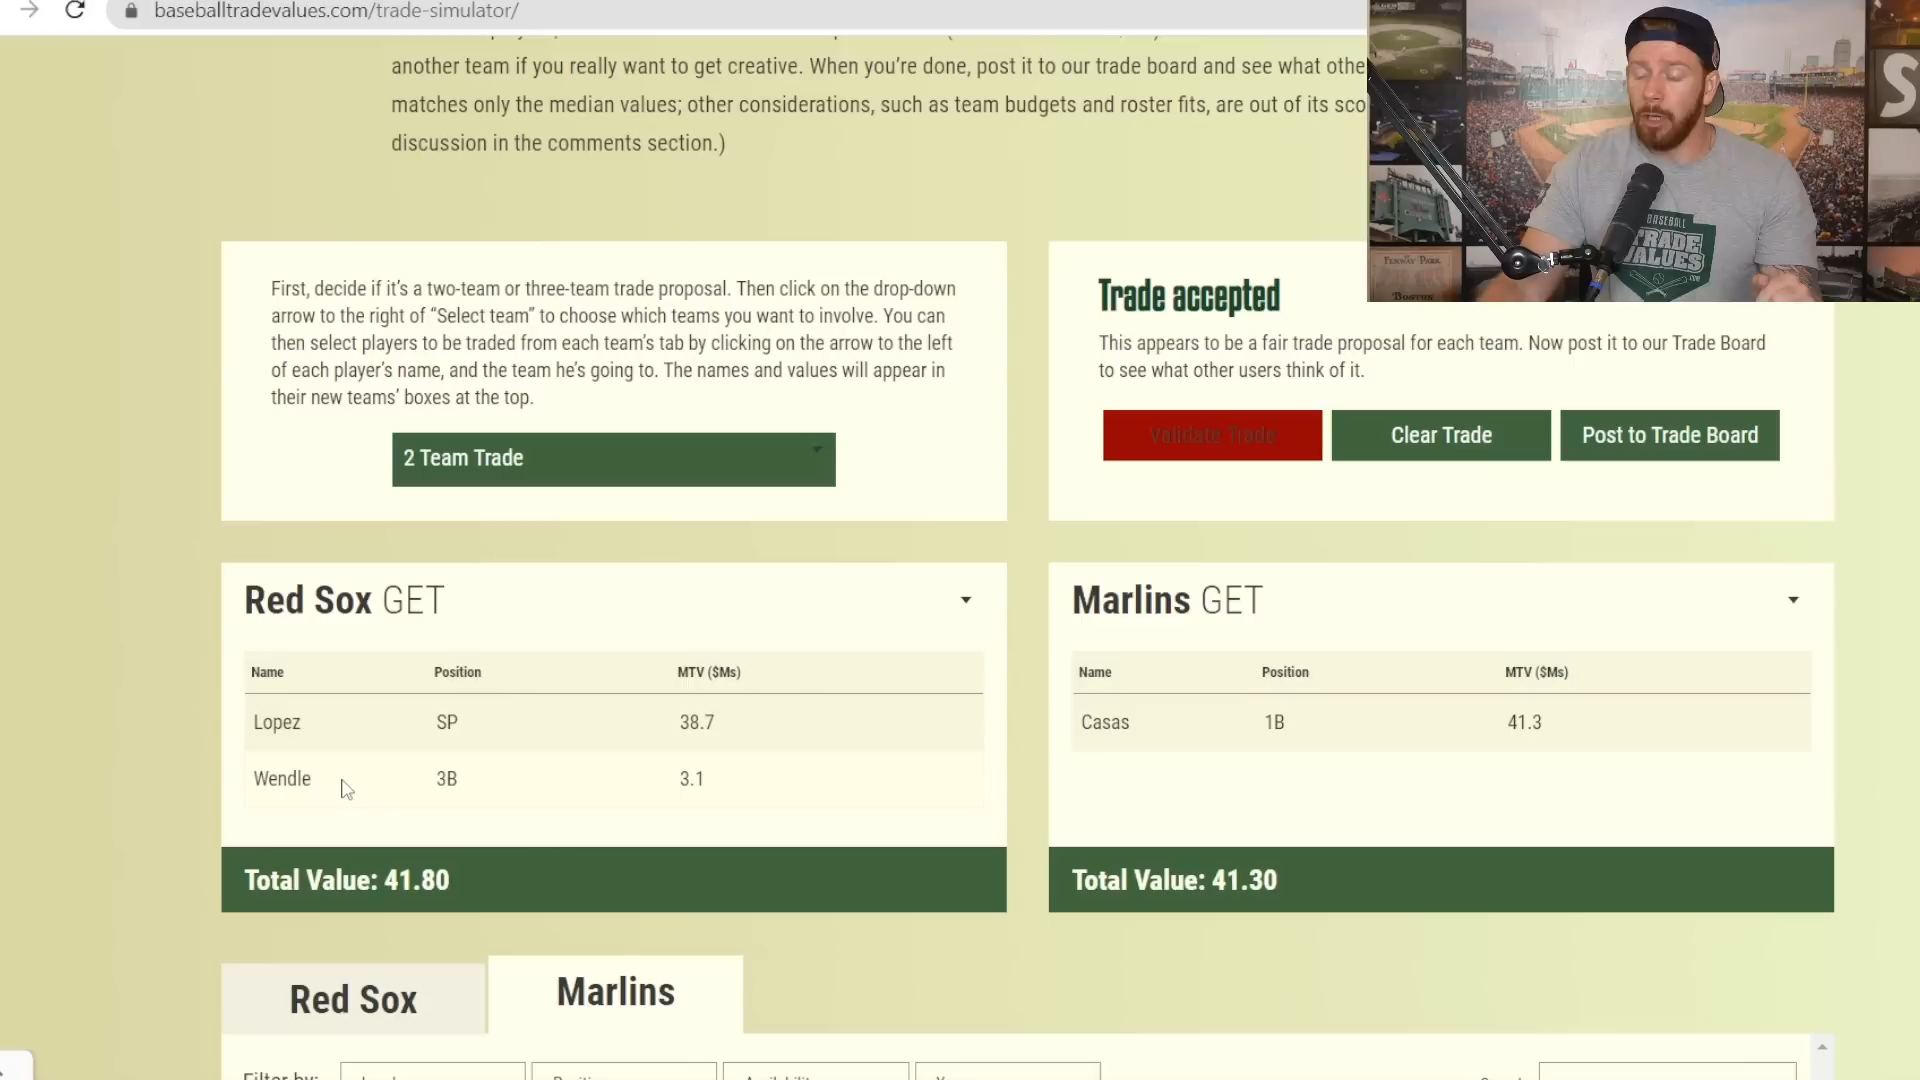 baseballtradevalues.com/trade-simulator/
another team if you really want to get creative. When you're done, post it to our trade board and see what othe
matches only the median values; other considerations, such as team budgets and roster fits, are out of its sco
discussion in the comments section.)
First, decide if it's a two-team or three-team trade proposal. Then click on the drop-down
arrow to the right of “Select team” to choose which teams you want to involve. You can
then select players to be traded from each team's tab by clicking on the arrow to the left
of each player's name, and the team he's going to. The names and values will appear in
their new teams' boxes at the top.
2 Team Trade
Trade accepted
This appears to be a fair trade proposal for each team. Now post it to our Trade Board
to see what other users think of it.
Validate Trade
Clear Trade
Post to Trade Board
BASEBALL
TRADE
VALUES
.COM
FENWAY PARK
BOSTON
S
Red Sox GET
Name Position MTV ($Ms)
Lopez SP 38.7
Wendle 3B 3.1
Total Value: 41.80
Marlins GET
Name Position MTV ($Ms)
Casas 1B 41.3
Total Value: 41.30
Red Sox
Marlins
Filter by: